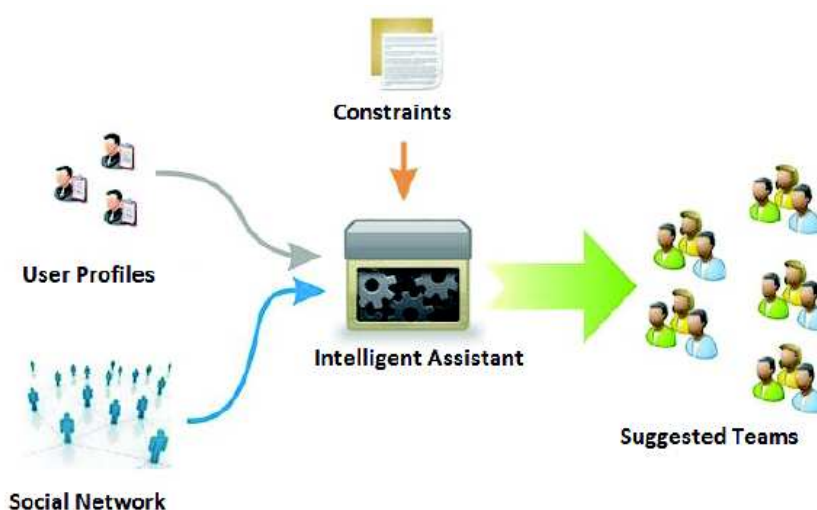 Constraints
User Profiles
Intelligent Assistant
Suggested Teams
Social Network